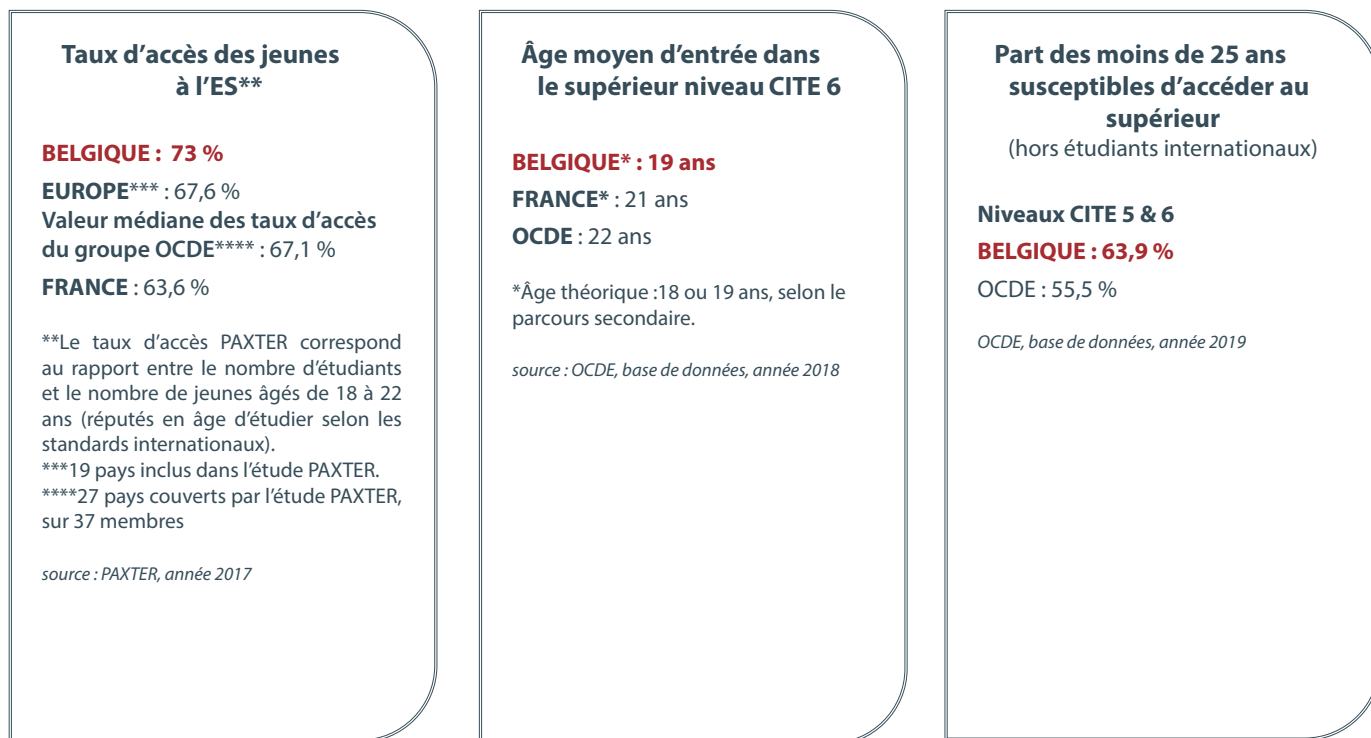 Taux d’accès des jeunes
à l’ES**
BELGIQUE : 73 %
EUROPE*** : 67,6 %
Valeur médiane des taux d’accès
du groupe OCDE**** : 67,1 %
FRANCE : 63,6 %
**Le taux d’accès PAXTER correspond
au rapport entre le nombre d’étudiants
et le nombre de jeunes âgés de 18 à 22
ans (réputés en âge d’étudier selon les
standards internationaux).
***19 pays inclus dans l’étude PAXTER.
****27 pays couverts par l’étude PAXTER,
sur 37 membres
source : PAXTER, année 2017
Âge moyen d’entrée dans
le supérieur niveau CITE 6
BELGIQUE* : 19 ans
FRANCE* : 21 ans
OCDE : 22 ans
*Âge théorique :18 ou 19 ans, selon le
parcours secondaire.
source : OCDE, base de données, année 2018
Part des moins de 25 ans
susceptibles d’accéder au
supérieur
(hors étudiants internationaux)
Niveaux CITE 5 & 6
BELGIQUE : 63,9 %
OCDE : 55,5 %
OCDE, base de données, année 2019